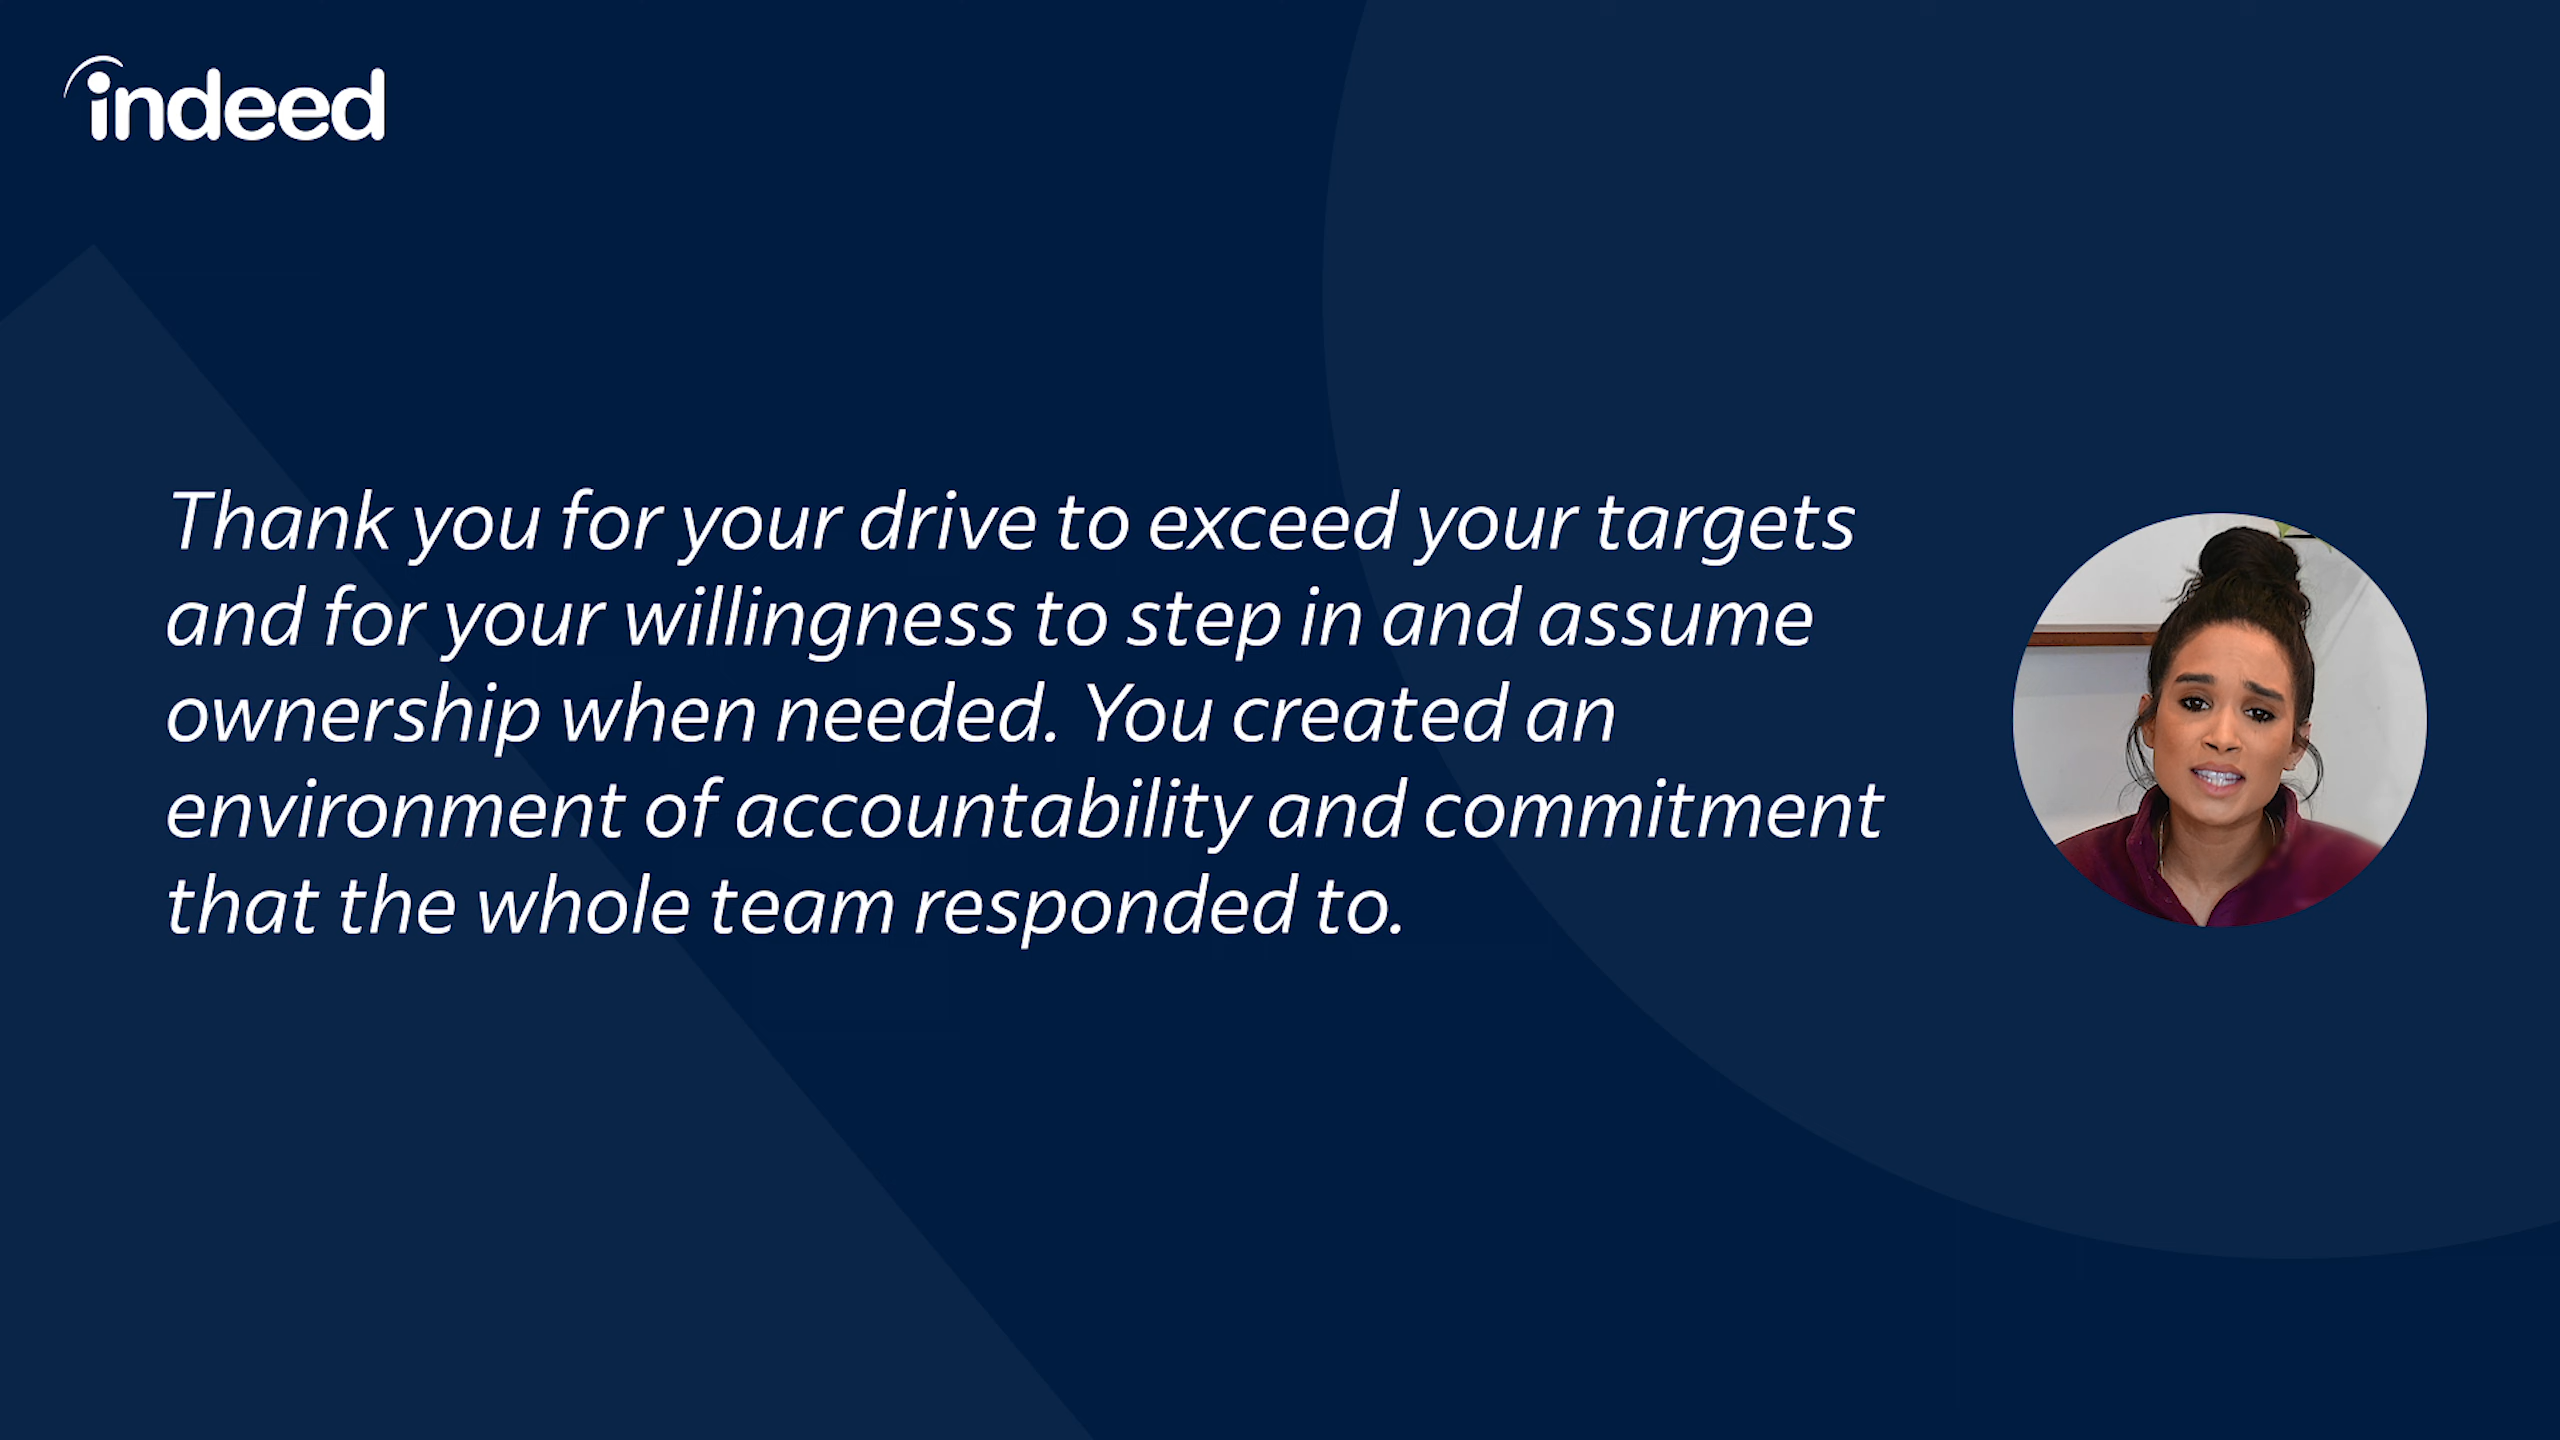 indeed
Thank you for your drive to exceed your targets
and for your willingness to step in and assume
ownership when needed. You created an
environment of accountability and commitment
that the whole team responded to.